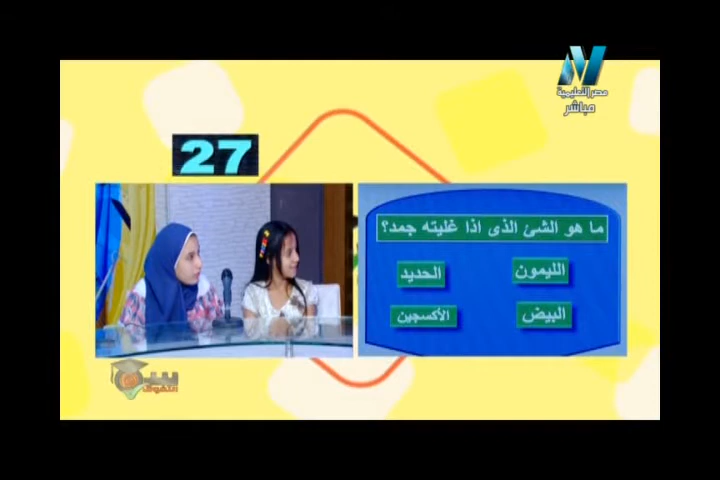 مصر التعليمية
مباشر
27
ما هو الشئ الذى اذا غليته جمد؟
الليمون
الحديد
البيض
الأكسجين